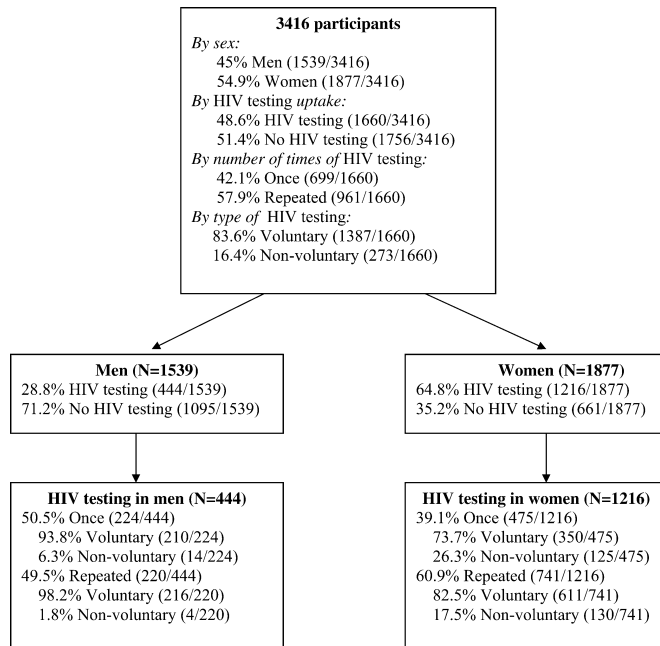 3416 participants
By sex:
45% Men (1539/3416)
54.9% Women (1877/3416)
By HIV testing uptake:
48.6% HIV testing (1660/3416)
51.4% No HIV testing (1756/3416)
By number of times of HIV testing:
42.1% Once (699/1660)
57.9% Repeated (961/1660)
By type of HIV testing:
83.6% Voluntary (1387/1660)
16.4% Non-voluntary (273/1660)
Men (N=1539)
28.8% HIV testing (444/1539)
71.2% No HIV testing (1095/1539)
Women (N=1877)
64.8% HIV testing (1216/1877)
35.2% No HIV testing (661/1877)
HIV testing in men (N=444)
50.5% Once (224/444)
93.8% Voluntary (210/224)
6.3% Non-voluntary (14/224)
49.5% Repeated (220/444)
98.2% Voluntary (216/220)
1.8% Non-voluntary (4/220)
HIV testing in women (N=1216)
39.1% Once (475/1216)
73.7% Voluntary (350/475)
26.3% Non-voluntary (125/475)
60.9% Repeated (741/1216)
82.5% Voluntary (611/741)
17.5% Non-voluntary (130/741)